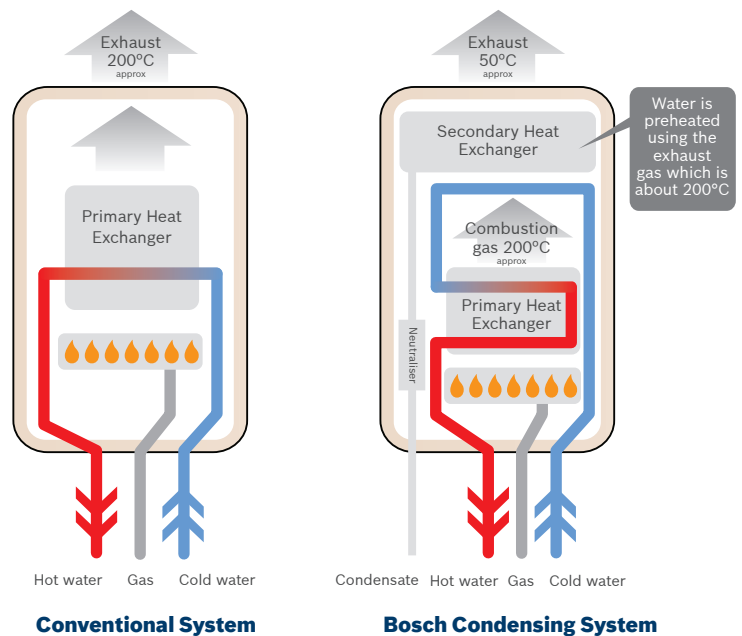 Exhaust
200°C
approx
Primary Heat
Exchanger
Hot water
Gas
Cold water
Conventional System
Exhaust
50°C
approx
Secondary Heat
Exchanger
Water is
preheated
using the
exhaust
gas which is
about 200°C
Combustion
gas 200°C
approx
Primary Heat
Exchanger
Neutraliser
Condensate
Hot water
Gas
Cold water
Bosch Condensing System